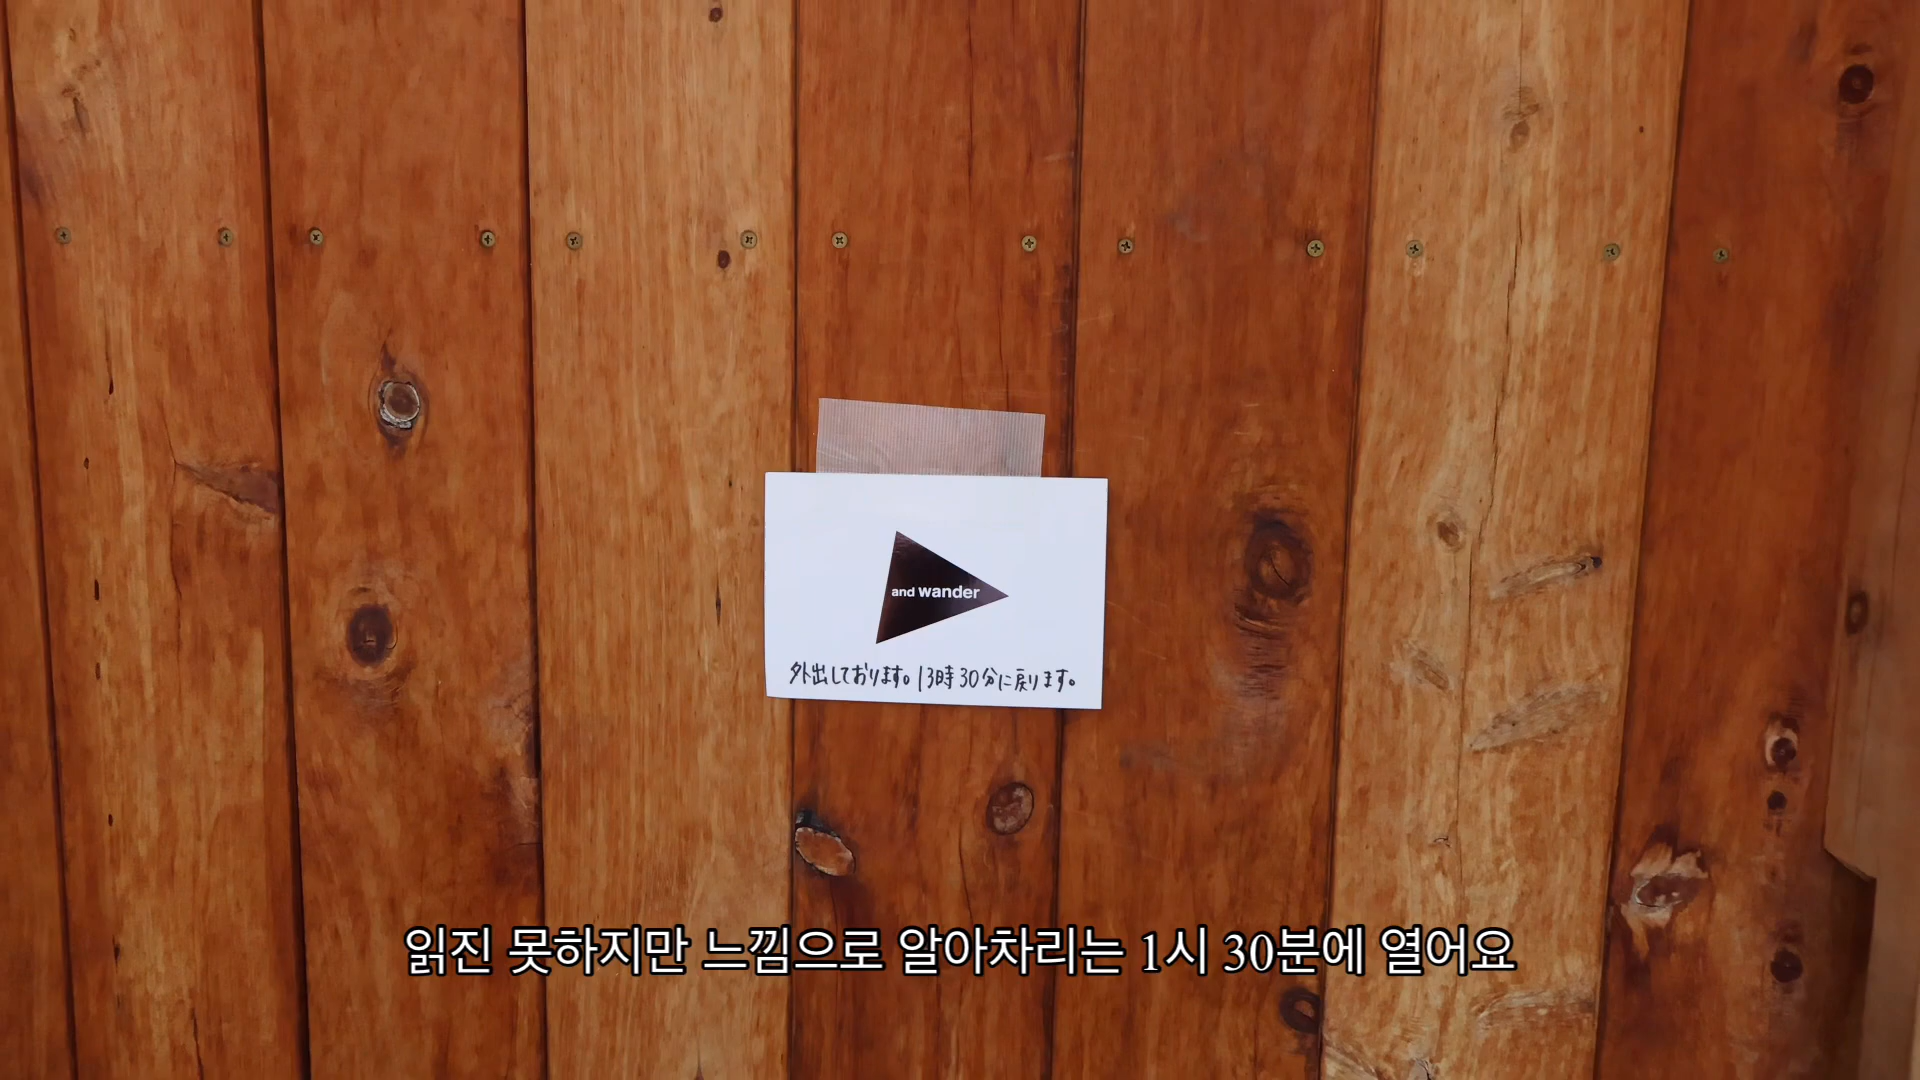 and wander
外出しております。13時30分に戻ります。
읽진 못하지만 느낌으로 알아차리는 1시 30분에 열어요